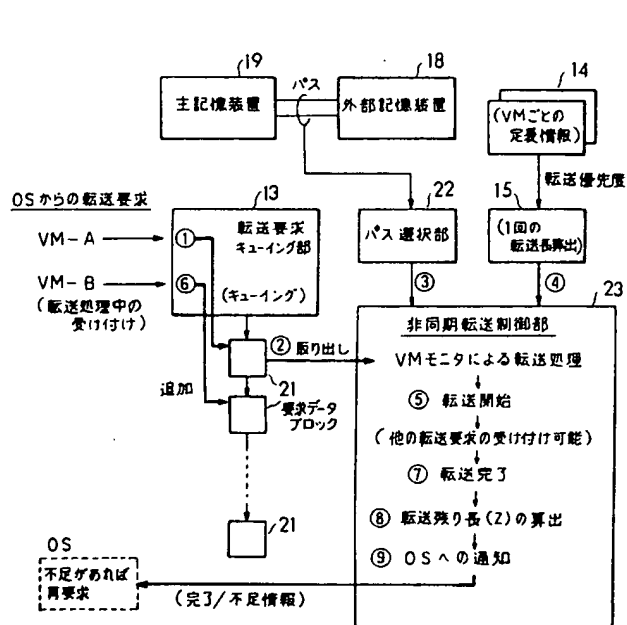 19
18
14
パス
主記憶装置
外部記憶装置
(VMごとの
定義情報)
転送優先度
OSからの転送要求
13
22
15
VM-A
①
転送要求
キューイング部
パス選択部
(1回の
転送長算出)
VM-B
⑥
(キューイング)
③
④
23
(転送処理中の
受け付け)
非同期転送制御部
②取り出し
VMモニタによる転送処理
21
追加
⑤ 転送開始
要求データ
ブロック
(他の転送要求の受け付け可能)
⑦ 転送完了
21
⑧ 転送残り長(Z)の算出
OS
⑨ OSへの通知
不足があれば
再要求
(完了/不足情報)